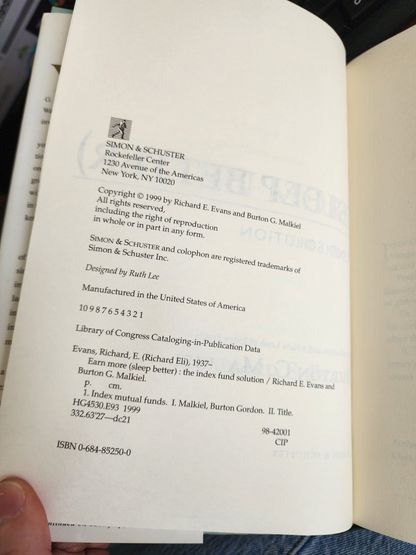 SIMON & SCHUSTER
Rockefeller Center
1230 Avenue of the Americas
New York, NY 10020
Copyright © 1999 by Richard E. Evans and Burton G. Malkiel
All rights reserved,
including the right of reproduction
in whole or in part in any form.
SIMON & SCHUSTER and colophon are registered trademarks of
Simon & Schuster Inc.
Designed by Ruth Lee
Manufactured in the United States of America
10 9 8 7 6 5 4 3 2 1
Library of Congress Cataloging-in-Publication Data
Evans, Richard, E. (Richard Eli), 1937–
Earn more (sleep better) : the index fund solution / Richard E. Evans and
Burton G. Malkiel.
p. cm.
1. Index mutual funds. I. Malkiel, Burton Gordon. II. Title.
HG4530.E93 1999
332.63'27—dc21
98-42001
CIP
ISBN 0-684-85250-0